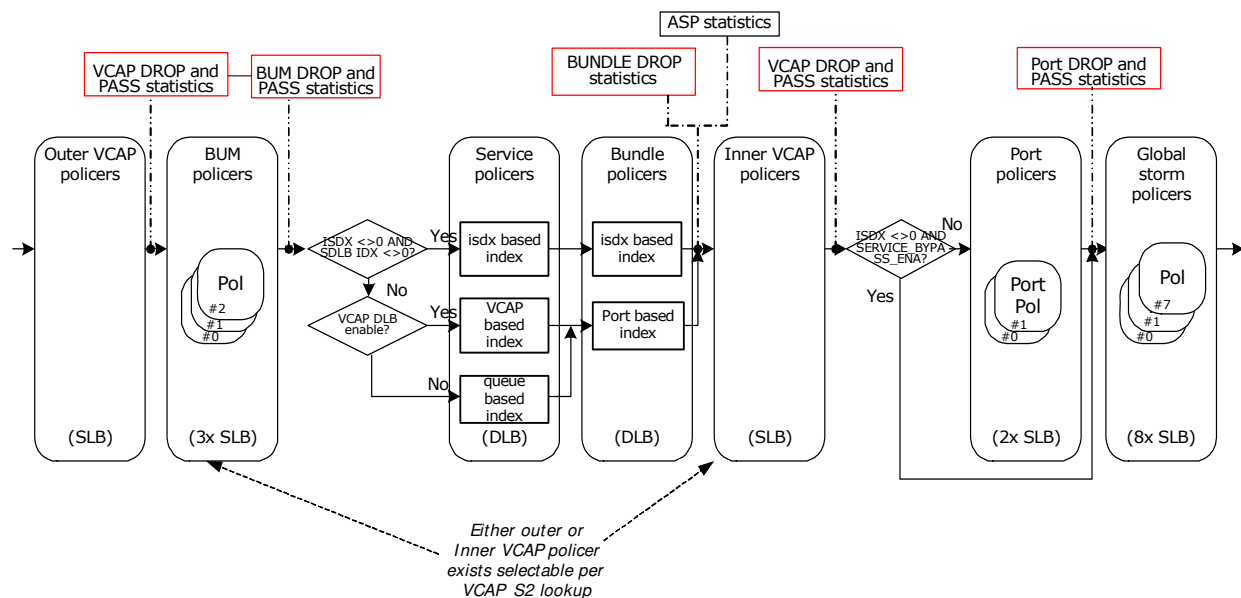 ASP statistics
VCAP DROP and
PASS statistics
BUM DROP and
PASS statistics
BUNDLE DROP
statistics
VCAP DROP and
PASS statistics
Port DROP and
PASS statistics
Outer VCAP
policers
BUM
policers
Service
policers
Bundle
policers
Inner VCAP
policers
Port
policers
Global
storm
policers
ISDX <>0 AND
SDLB IDX <>0?
Yes
isdx based
index
isdx based
index
ISDX <>0 AND
SERVICE_BYPA
SS_ENA?
No
Pol
#2
#1
#0
No
VCAP DLB
enable?
Yes
VCAP
based
index
Port based
index
Yes
Port
Pol
#1
#0
Pol
#7
#1
#0
No
queue
based
index
(SLB)
(3x SLB)
(DLB)
(DLB)
(SLB)
(2x SLB)
(8x SLB)
Either outer or
Inner VCAP policer
exists selectable per
VCAP S2 lookup